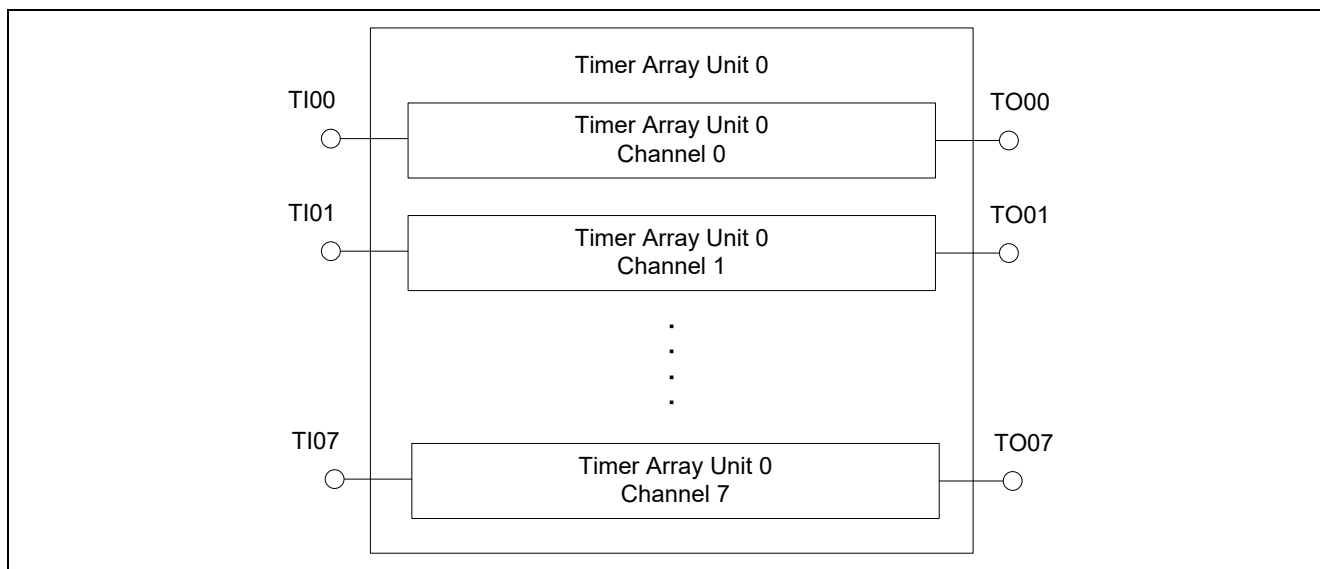 Timer Array Unit 0
TI00
TO00
Timer Array Unit 0
Channel 0
TI01
TO01
Timer Array Unit 0
Channel 1
TI07
TO07
Timer Array Unit 0
Channel 7